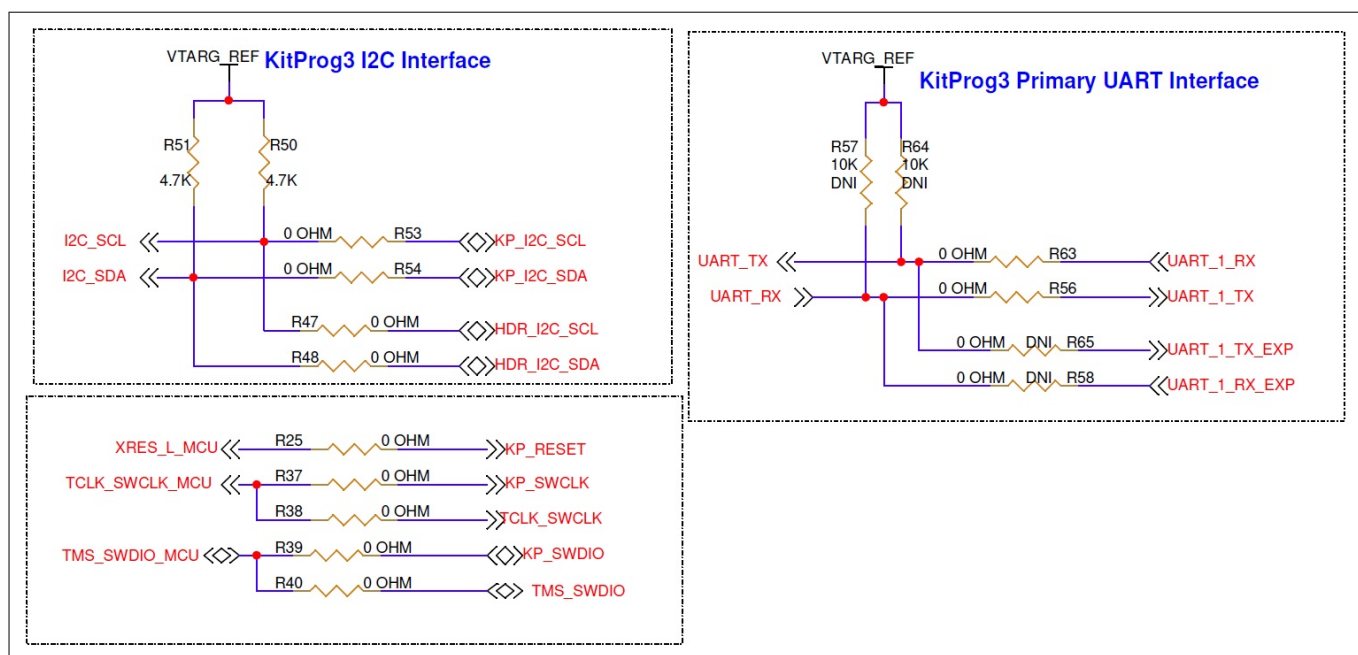 VTARG_REF
KitProg3 I2C Interface
R51
4.7K
R50
4.7K
I2C_SCL
0 OHM
R53
KP_I2C_SCL
I2C_SDA
0 OHM
R54
KP_I2C_SDA
R47
0 OHM
HDR_I2C_SCL
R48
0 OHM
HDR_I2C_SDA
VTARG_REF
KitProg3 Primary UART Interface
R57
10K
DNI
R64
10K
DNI
UART_TX
0 OHM
R63
UART_1_RX
UART_RX
0 OHM
R56
UART_1_TX
0 OHM
DNI
R65
UART_1_TX_EXP
0 OHM
DNI
R58
UART_1_RX_EXP
XRES_L_MCU
R25
0 OHM
KP_RESET
TCLK_SWCLK_MCU
R37
0 OHM
KP_SWCLK
R38
0 OHM
TCLK_SWCLK
TMS_SWDIO_MCU
R39
0 OHM
KP_SWDIO
R40
0 OHM
TMS_SWDIO